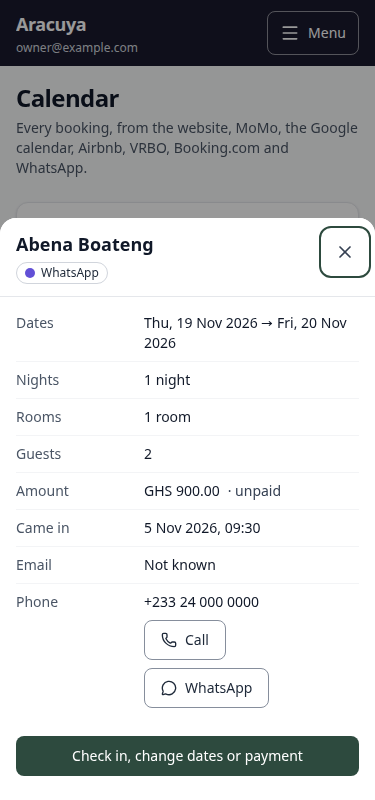 Aracuya
owner@example.com
Menu
Calendar
Every booking, from the website, MoMo, the Google
calendar, Airbnb, VRBO, Booking.com and
WhatsApp.
Abena Boateng
WhatsApp
Dates
Thu, 19 Nov 2026 → Fri, 20 Nov
2026
Nights
1 night
Rooms
1 room
Guests
2
Amount
GHS 900.00 · unpaid
Came in
5 Nov 2026, 09:30
Email
Not known
Phone
+233 24 000 0000
Call
WhatsApp
Check in, change dates or payment